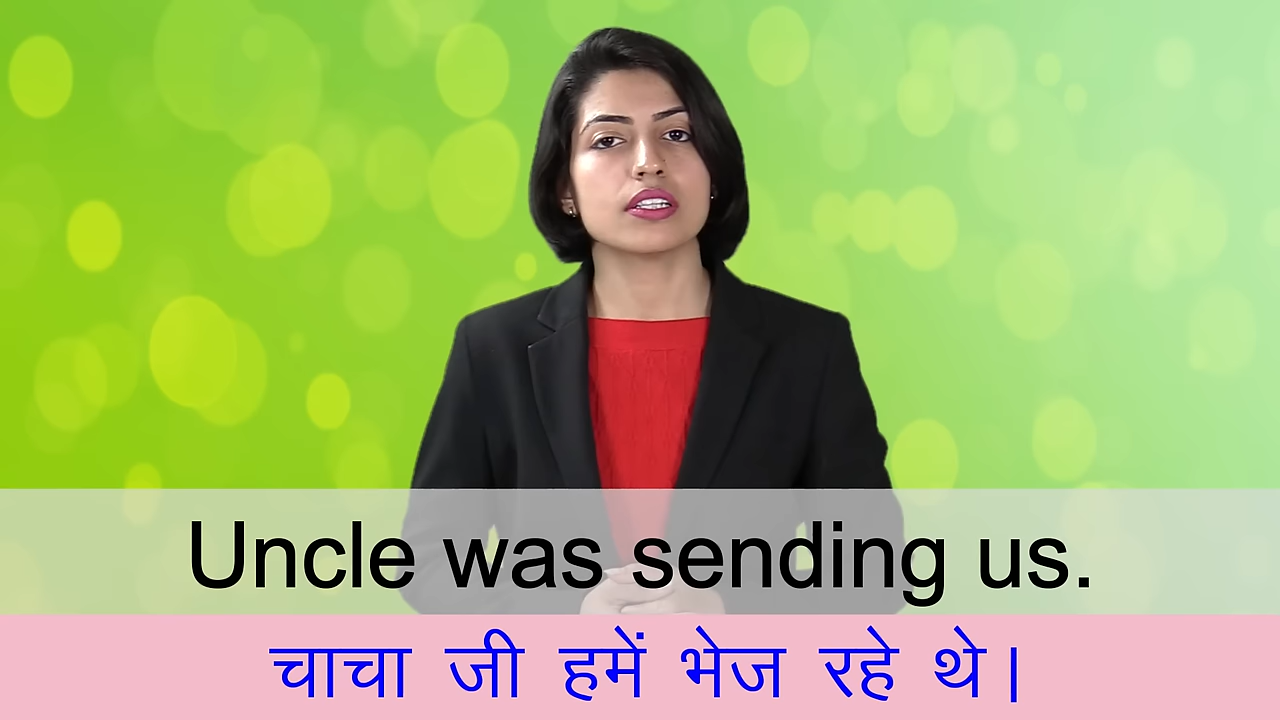 Uncle was sending us.
चाचा जी हमें भेज रहे थे।